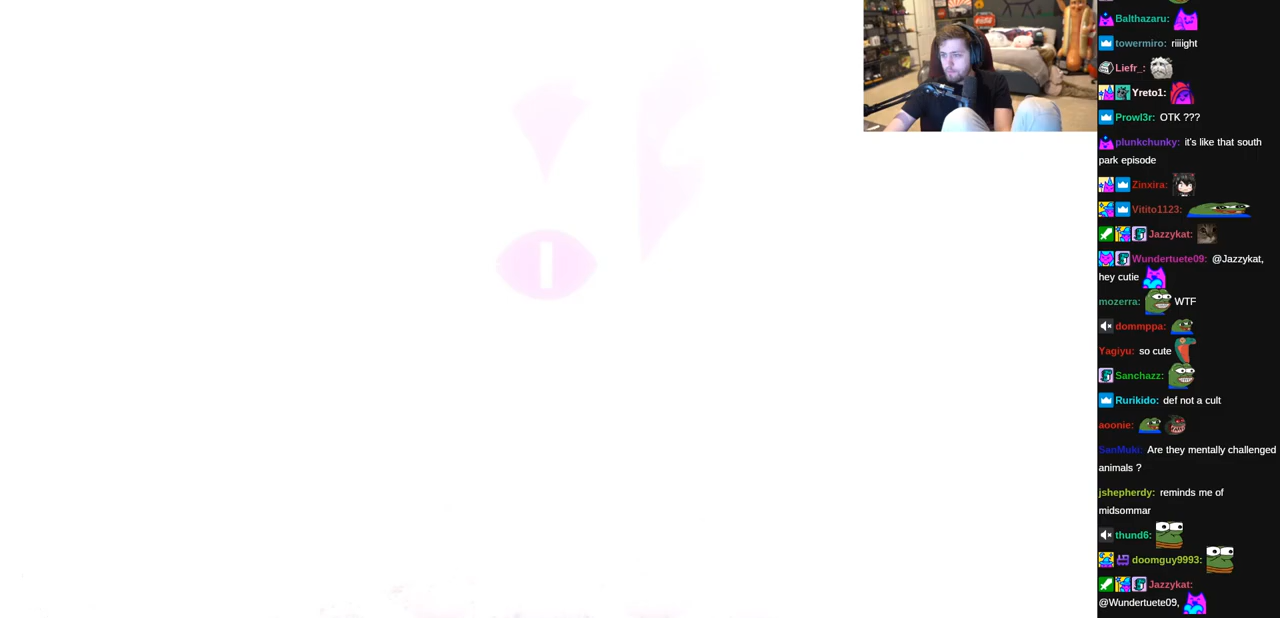 Balthazaru:
towermiro: riiiight
Liefr_:
Yreto1:
Prowl3r: OTK ???
plunkchunky: it's like that south
park episode
Zinxira:
Vitito1123:
Jazzykat:
Wundertuete09: @Jazzykat,
hey cutie
mozerra: WTF
dommppa:
Yagiyu: so cute
Sanchazz:
Rurikido: def not a cult
aoonie:
SanMuki: Are they mentally challenged
animals ?
jshepherdy: reminds me of
midsommar
thund6:
doomguy9993:
Jazzykat:
@Wundertuete09,